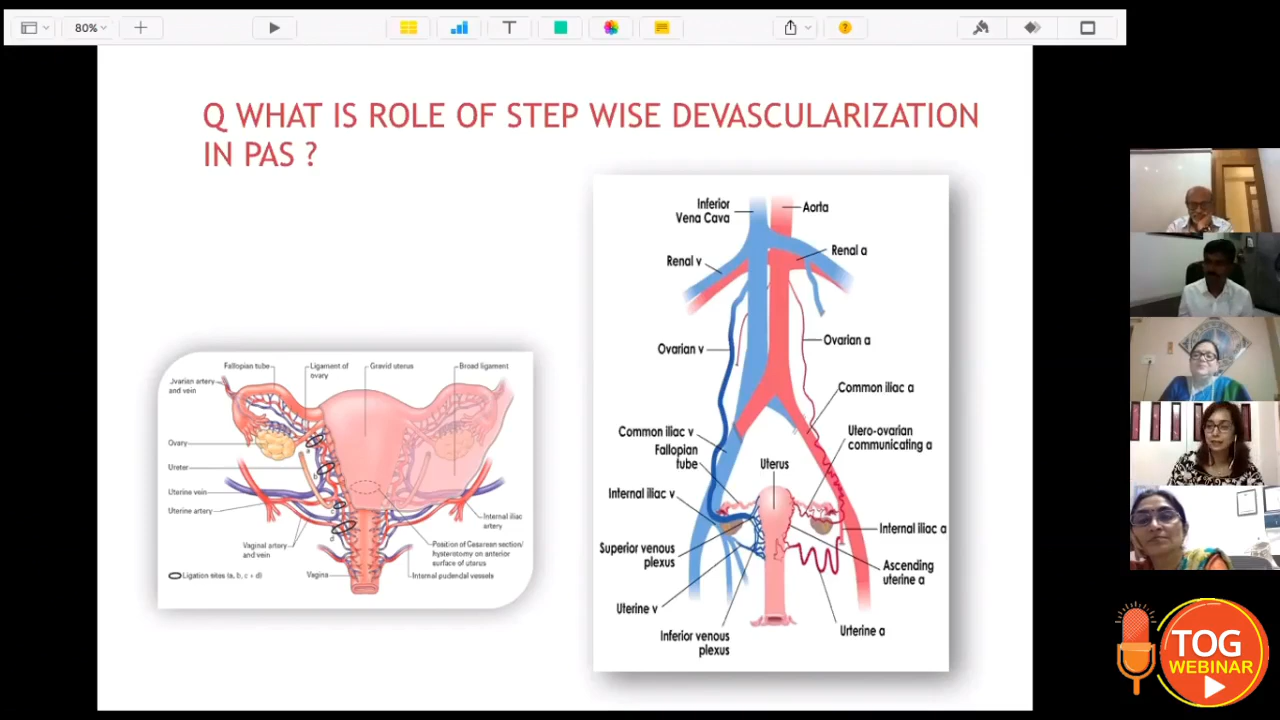 80%
Q WHAT IS ROLE OF STEP WISE DEVASCULARIZATION
IN PAS ?
Fallopian tube
Ligament of
ovary
Gravid uterus
Broad ligament
.Ivarian artery
and vein
Ovary
Ureter
Uterine vein
Uterine artery
Vaginal artery
and vein
Ligation sites (a, b, c + d)
Vagina
Internal iliac
artery
Position of Cesarean section/
hysterotomy on anterior
surface of uterus
Internal pudendal vessels
Inferior
Vena Cava
Aorta
Renal v
Renal a
Ovarian v
Ovarian a
Common iliac a
Common iliac v
Utero-ovarian
communicating a
Fallopian
tube
Uterus
Internal iliac v
Internal iliac a
Superior venous
plexus
Ascending
uterine a
Uterine v
Urterine a
Inferior venous
plexus
TOG
WEBINAR